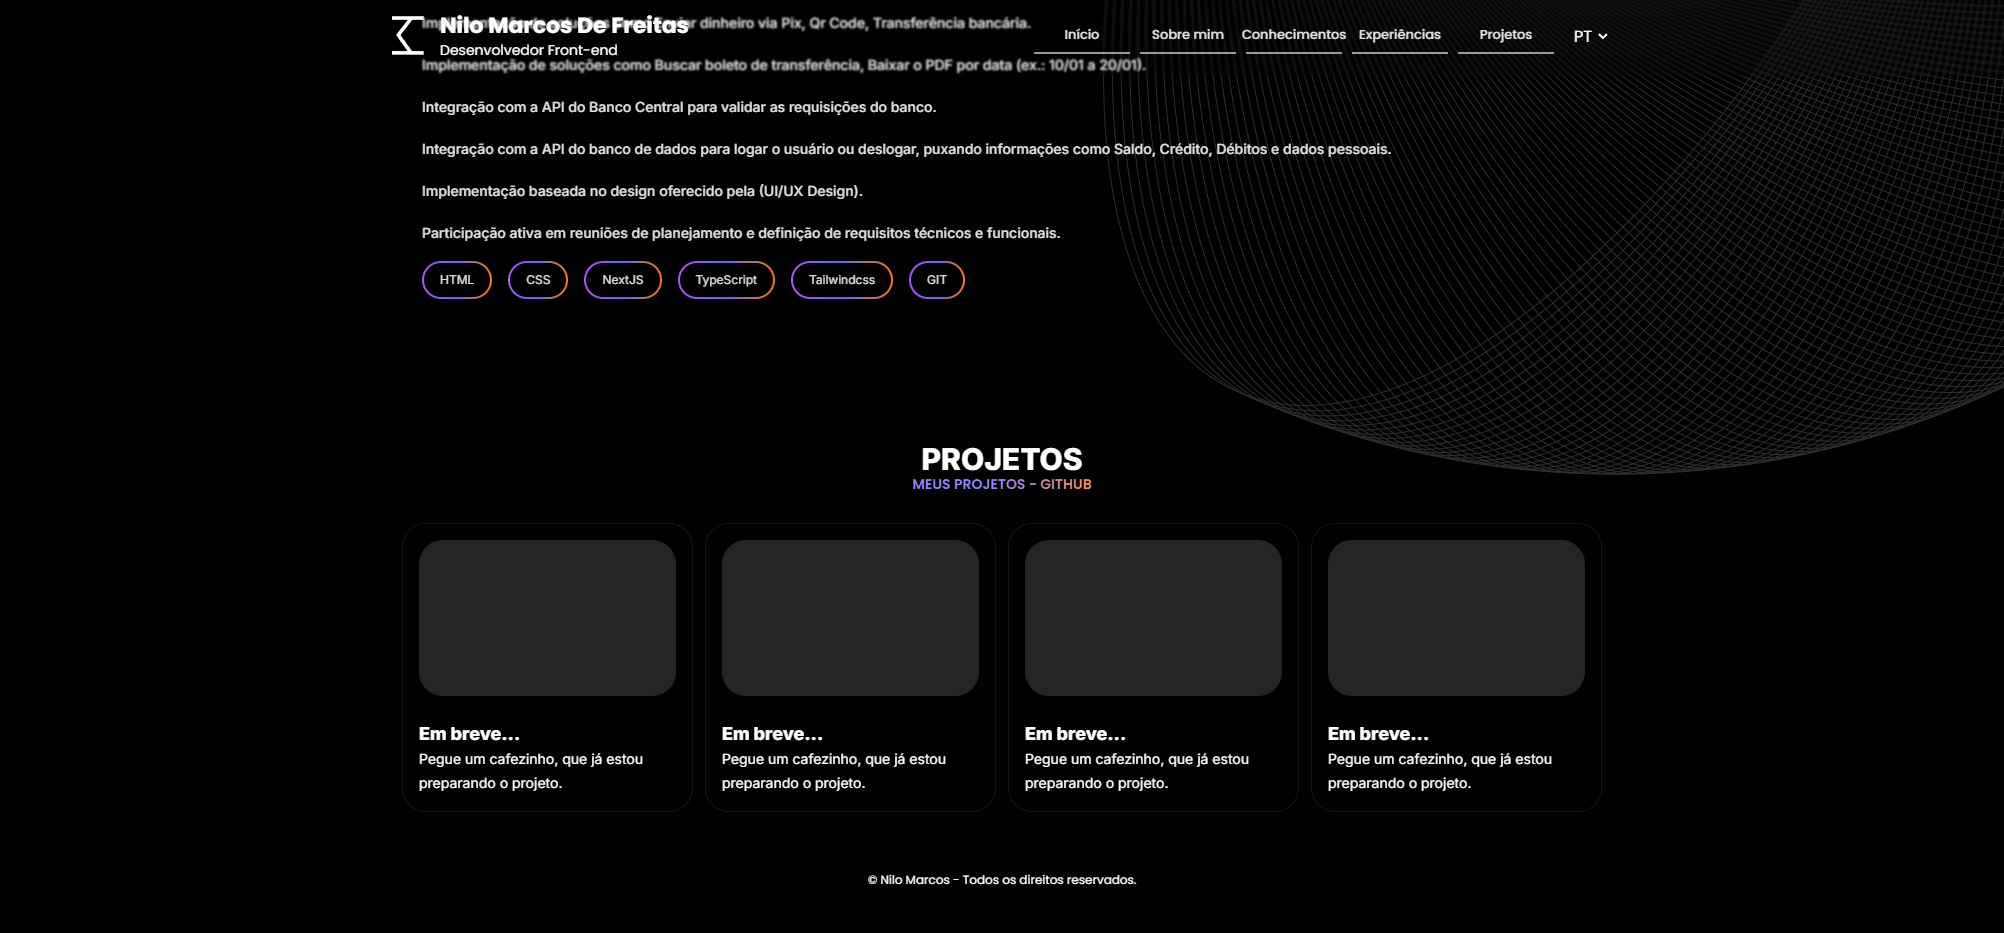 Nilo Marcos De Freitas
Desenvolvedor Front-end
Início
Sobre mim
Conhecimentos
Experiências
Projetos
PT
dinheiro via Pix, Qr Code, Transferência bancária.
Implementação de soluções como Buscar boleto de transferência, Baixar o PDF por data (ex.: 10/01 a 20/01).
Integração com a API do Banco Central para validar as requisições do banco.
Integração com a API do banco de dados para logar o usuário ou deslogar, puxando informações como Saldo, Crédito, Débitos e dados pessoais.
Implementação baseada no design oferecido pela (UI/UX Design).
Participação ativa em reuniões de planejamento e definição de requisitos técnicos e funcionais.
HTML
CSS
NextJS
TypeScript
Tailwindcss
GIT
PROJETOS
MEUS PROJETOS - GITHUB
Em breve...
Pegue um cafezinho, que já estou
preparando o projeto.
Em breve...
Pegue um cafezinho, que já estou
preparando o projeto.
Em breve...
Pegue um cafezinho, que já estou
preparando o projeto.
Em breve...
Pegue um cafezinho, que já estou
preparando o projeto.
© Nilo Marcos - Todos os direitos reservados.